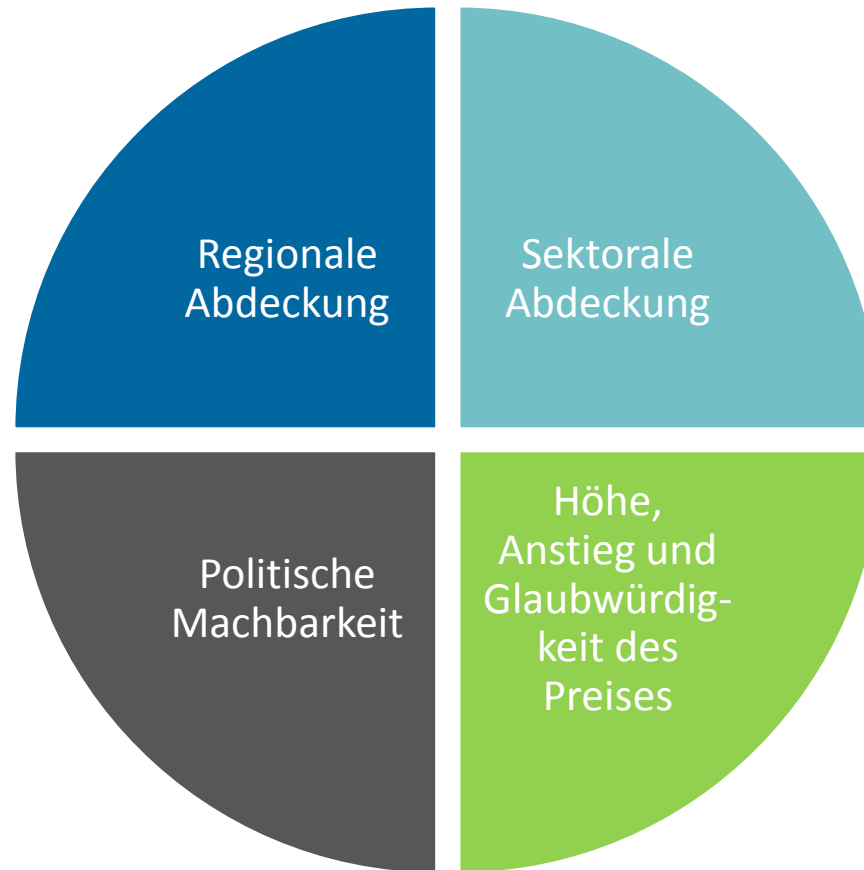 Regionale
Abdeckung
Sektorale
Abdeckung
Politische
Machbarkeit
Höhe,
Anstieg und
Glaubwürdig-
keit des
Preises